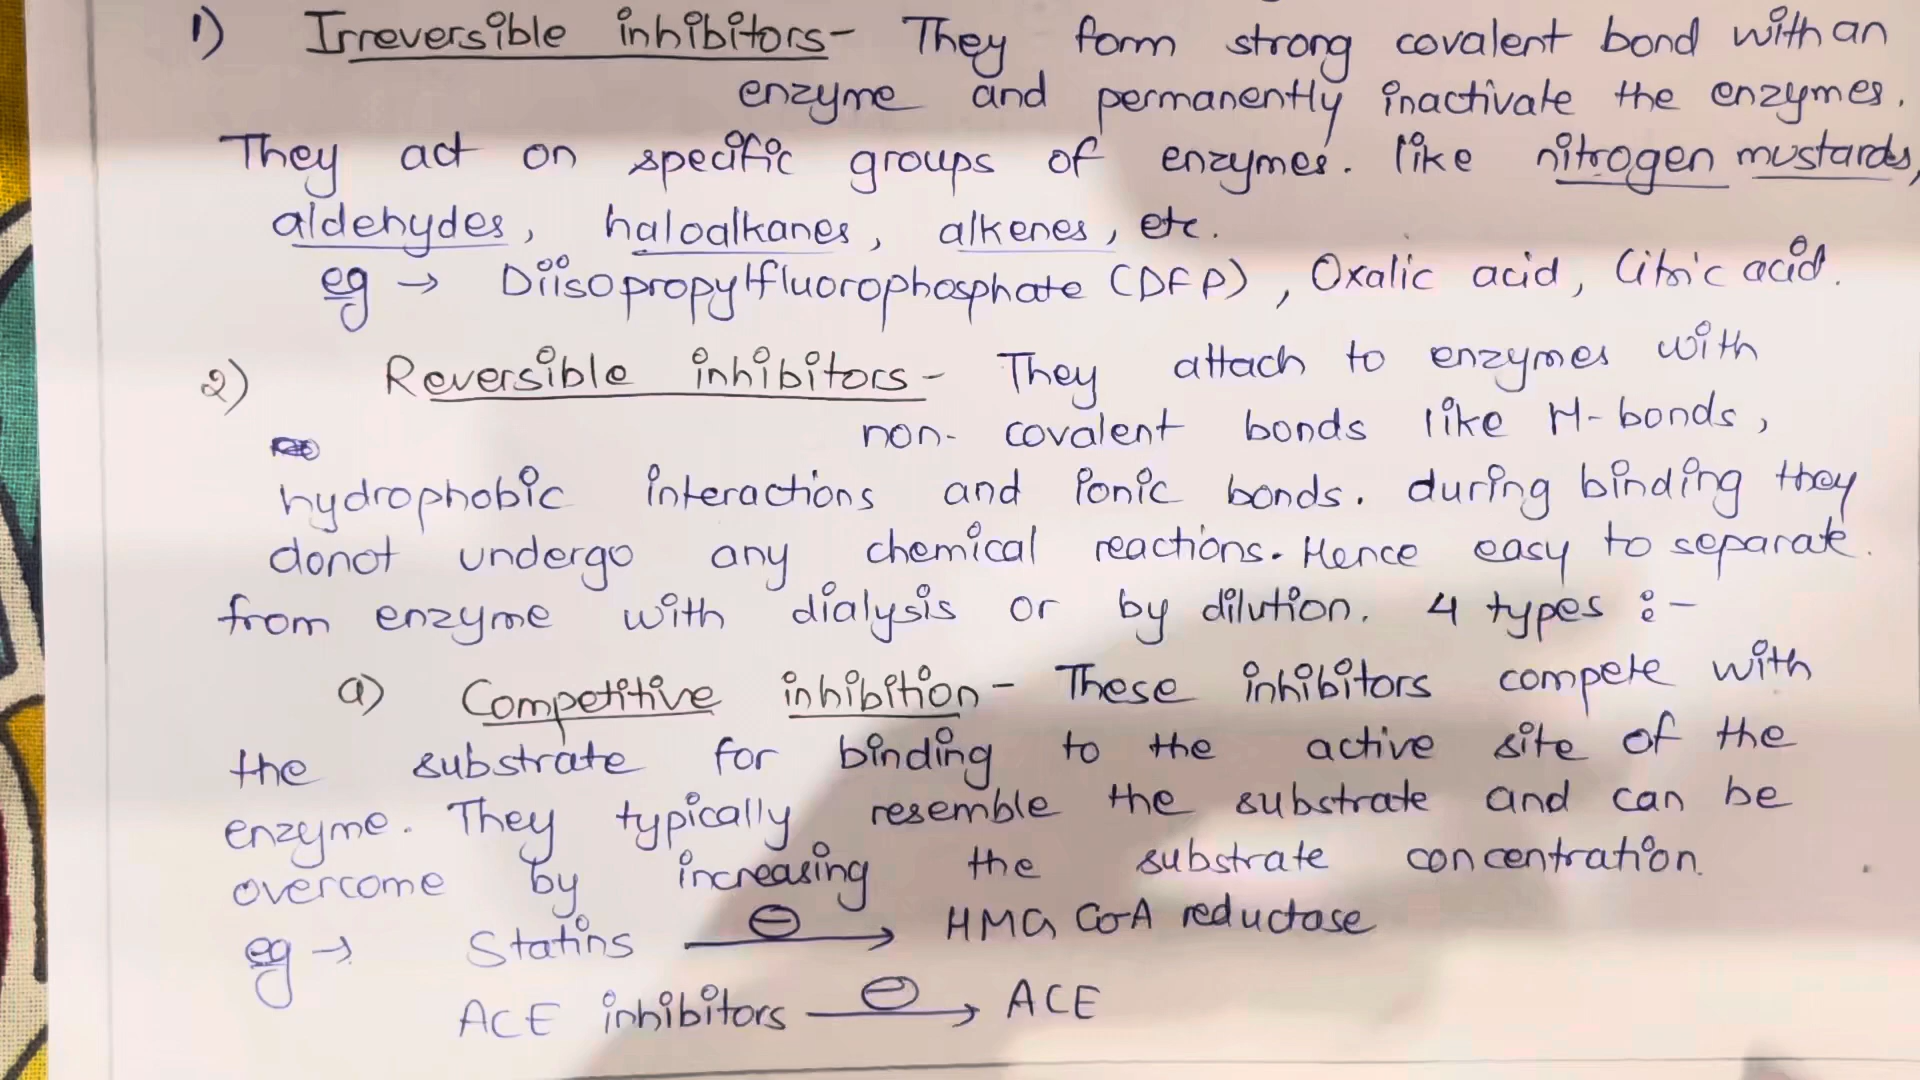 1) Irreversible inhibitors- They form strong covalent bond with an
enzyme and permanently inactivate the enzymes.
They act on specific groups of enzymes. like nitrogen mustards,
aldehydes, haloalkanes, alkenes, etc.
eg → Diisopropylfluorophosphate (DFP), Oxalic acid, Citric acid.
2) Reversible inhibitors- They attach to enzymes with
non-covalent bonds like H-bonds,
hydrophobic interactions and ionic bonds. during binding they
donot undergo any chemical reactions. Hence easy to separate.
from enzyme with dialysis or by dilution. 4 types :-
a) Competitive inhibition- These inhibitors compete with
the substrate for binding to the active site of the
enzyme. They typically resemble the substrate and can be
overcome by increasing the substrate concentration.
eg → Statins ⊖→ HMG CoA reductase
ACE inhibitors ⊖→ ACE